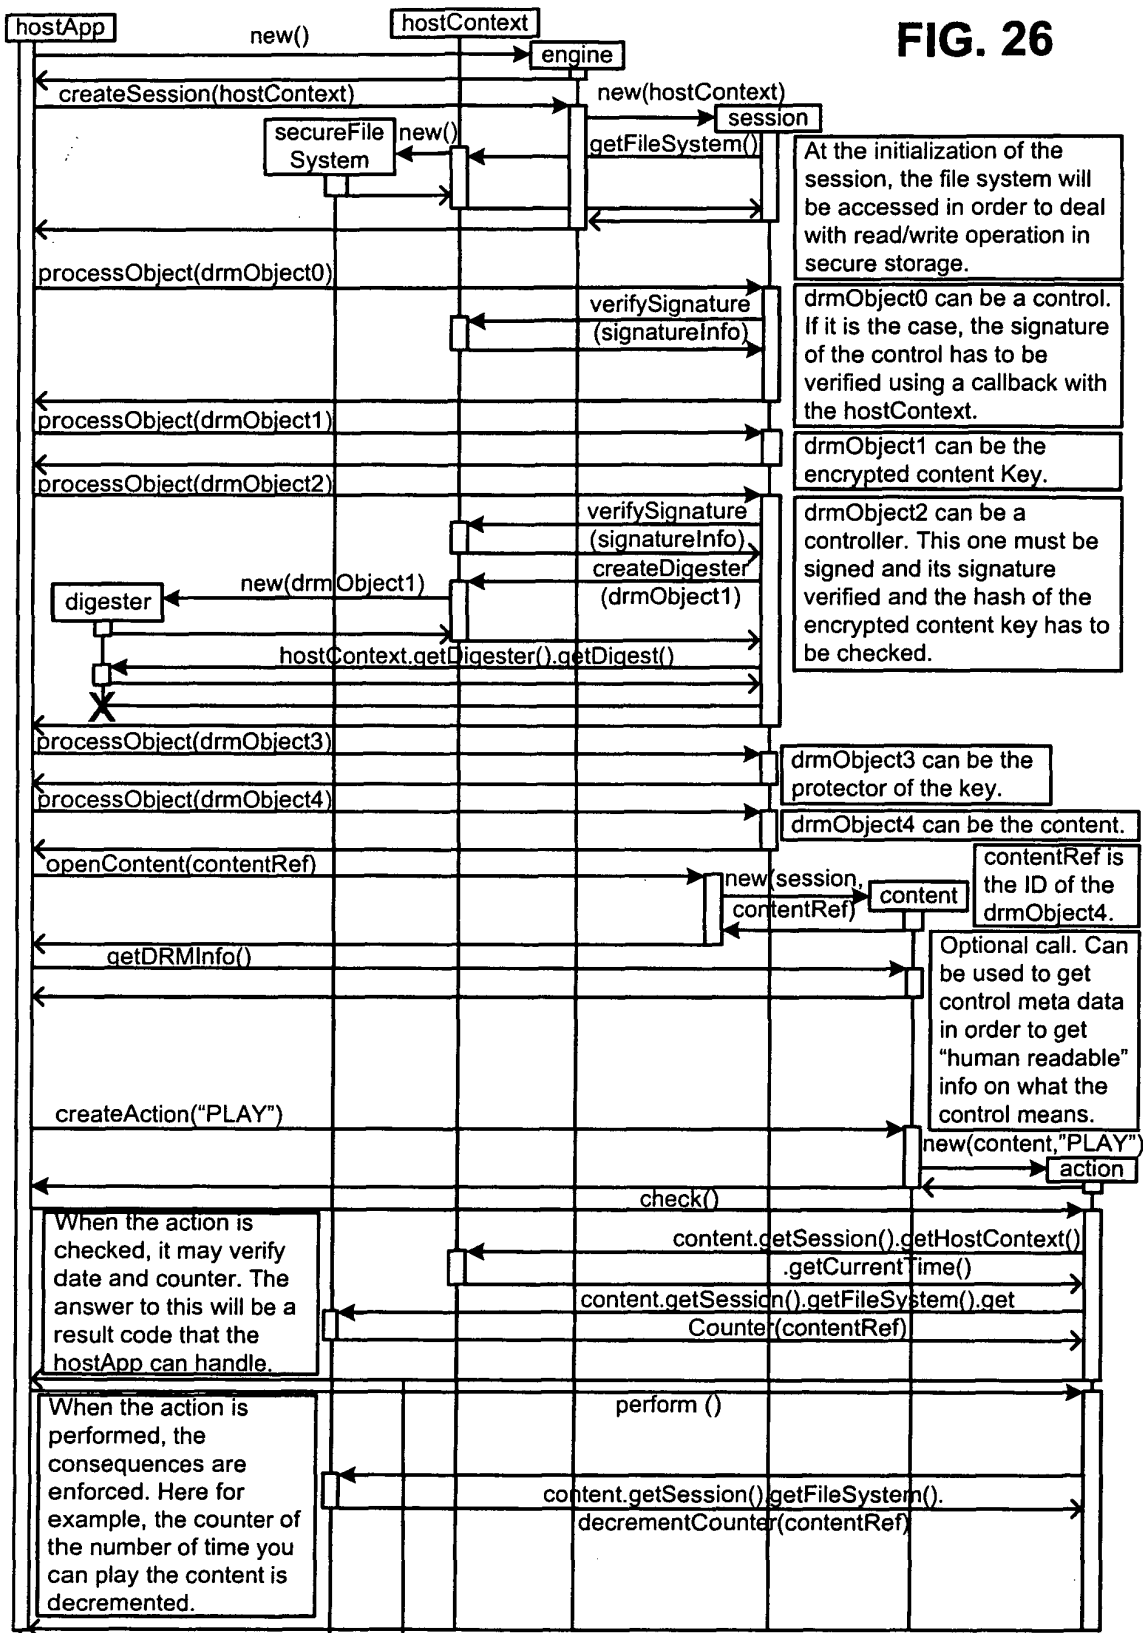 hostApp
hostContext
FIG. 26
new()
engine
createSession(hostContext)
new(hostContext)
session
secureFile
System
new()
getFileSystem()
At the initialization of the
session, the file system will
be accessed in order to deal
with read/write operation in
secure storage.
processObject(drmObject0)
verifySignature
(signatureInfo)
drmObject0 can be a control.
If it is the case, the signature
of the control has to be
verified using a callback with
the hostContext.
processObject(drmObject1)
drmObject1 can be the
encrypted content Key.
processObject(drmObject2)
verifySignature
(signatureInfo)
createDigester
(drmObject1)
drmObject2 can be a
controller. This one must be
signed and its signature
verified and the hash of the
encrypted content key has to
be checked.
new(drmObject1)
digester
hostContext.getDigester().getDigest()
processObject(drmObject3)
drmObject3 can be the
protector of the key.
processObject(drmObject4)
drmObject4 can be the content.
openContent(contentRef)
new(session,
contentRef)
content
contentRef is
the ID of the
drmObject4.
getDRMInfo()
Optional call. Can
be used to get
control meta data
in order to get
“human readable”
info on what the
control means.
createAction("PLAY")
new(content,"PLAY")
action
check()
When the action is
checked, it may verify
date and counter. The
answer to this will be a
result code that the
hostApp can handle.
content.getSession().getHostContext()
.getCurrentTime()
content.getSession().getFileSystem().get
Counter(contentRef)
perform ()
When the action is
performed, the
consequences are
enforced. Here for
example, the counter of
the number of time you
can play the content is
decremented.
content.getSession().getFileSystem().
decrementCounter(contentRef)